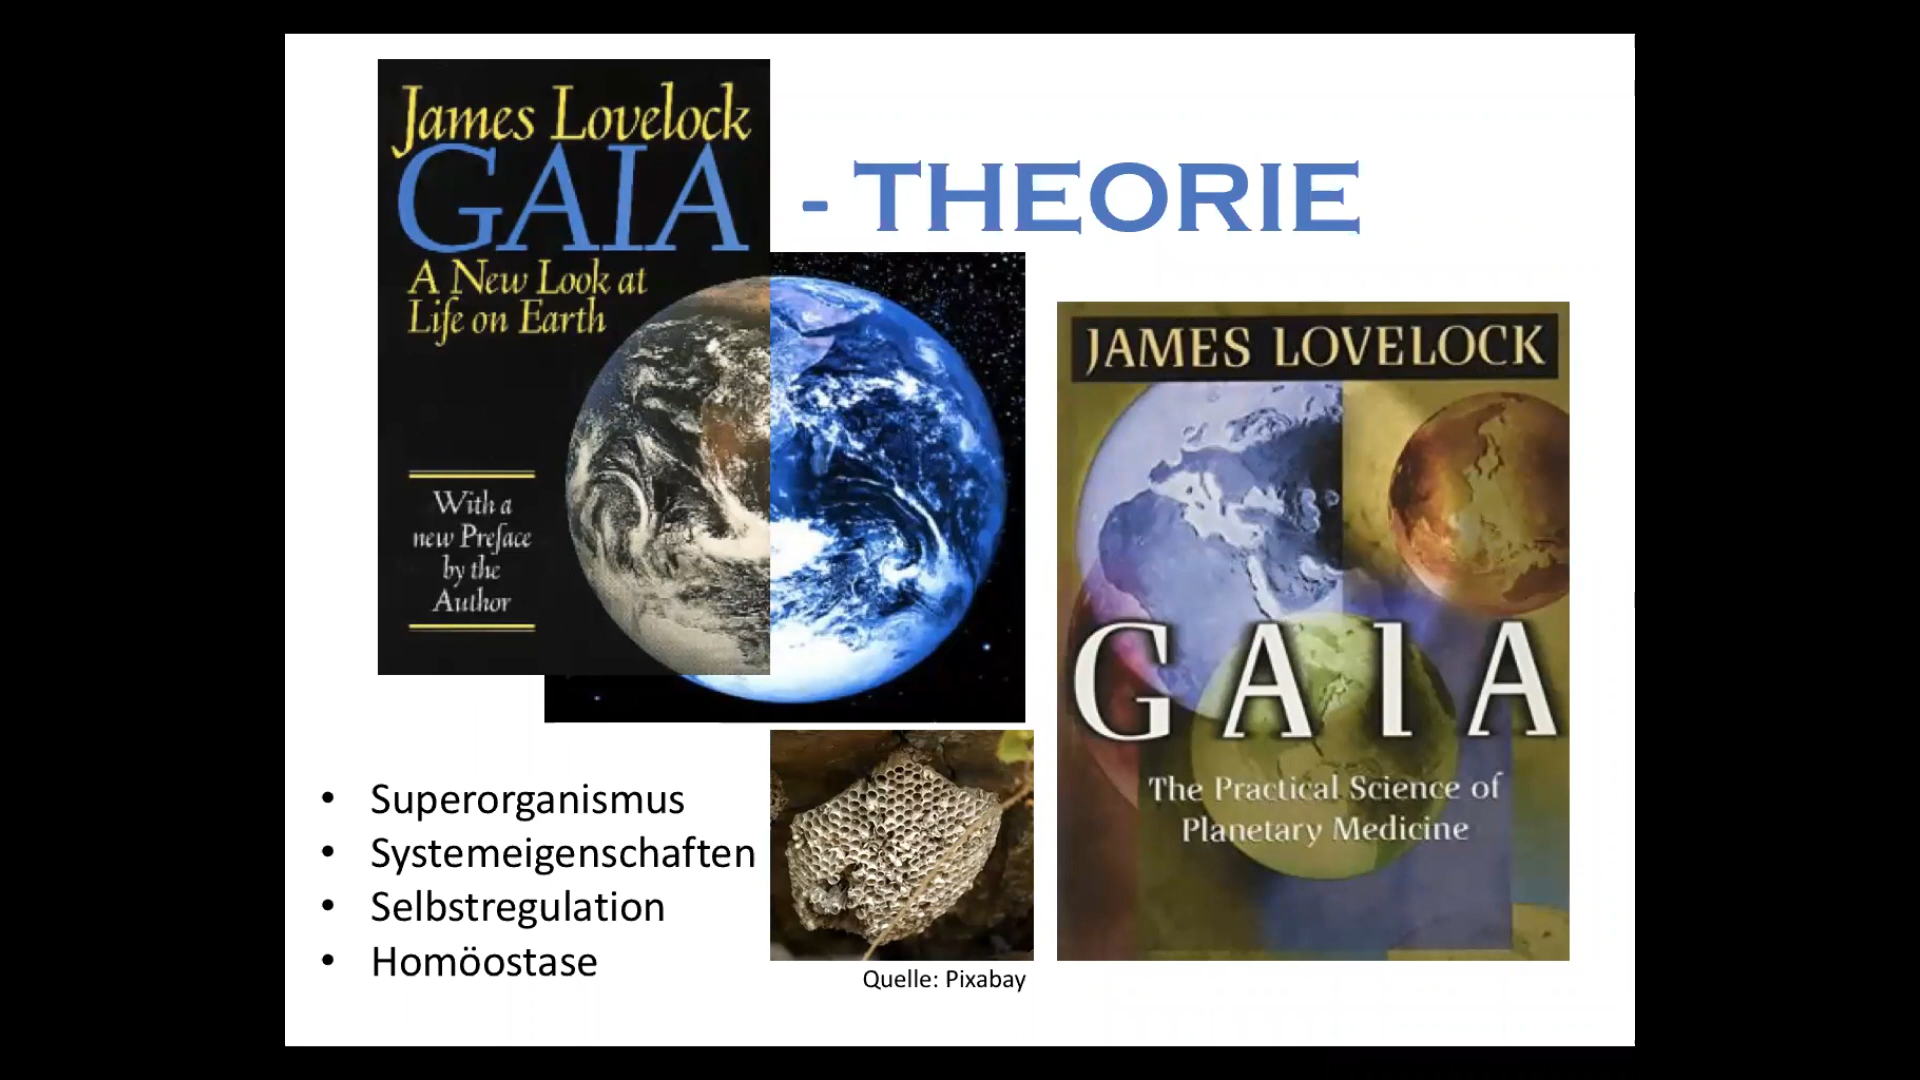 James Lovelock
GAIA
- THEORIE
A New Look at
Life on Earth
With a
new Preface
by the
Author
JAMES LOVELOCK
GAIA
The Practical Science of
Planetary Medicine
• Superorganismus
• Systemeigenschaften
• Selbstregulation
• Homöostase
Quelle: Pixabay